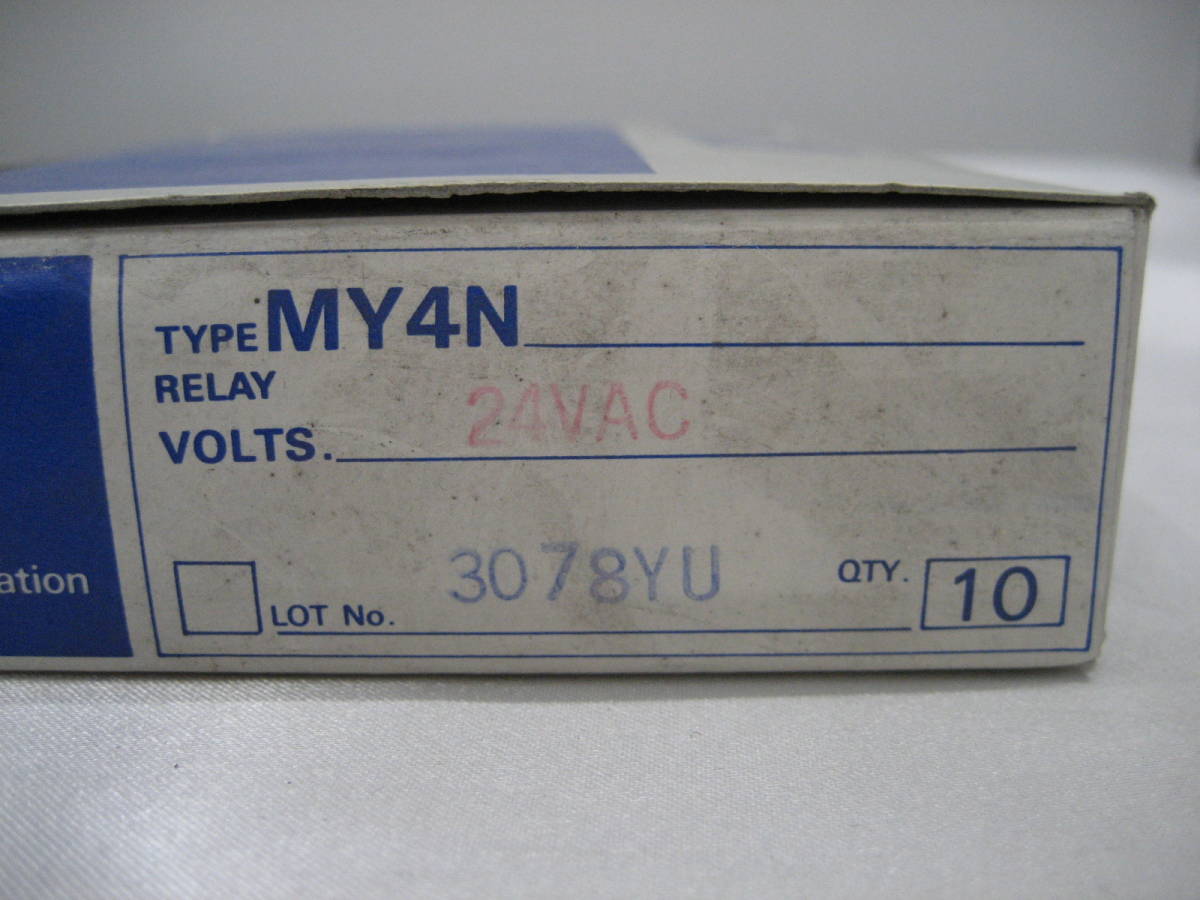 TYPE MY4N
RELAY
VOLTS. 24VAC
ation
LOT No. 3078YU QTY. 10